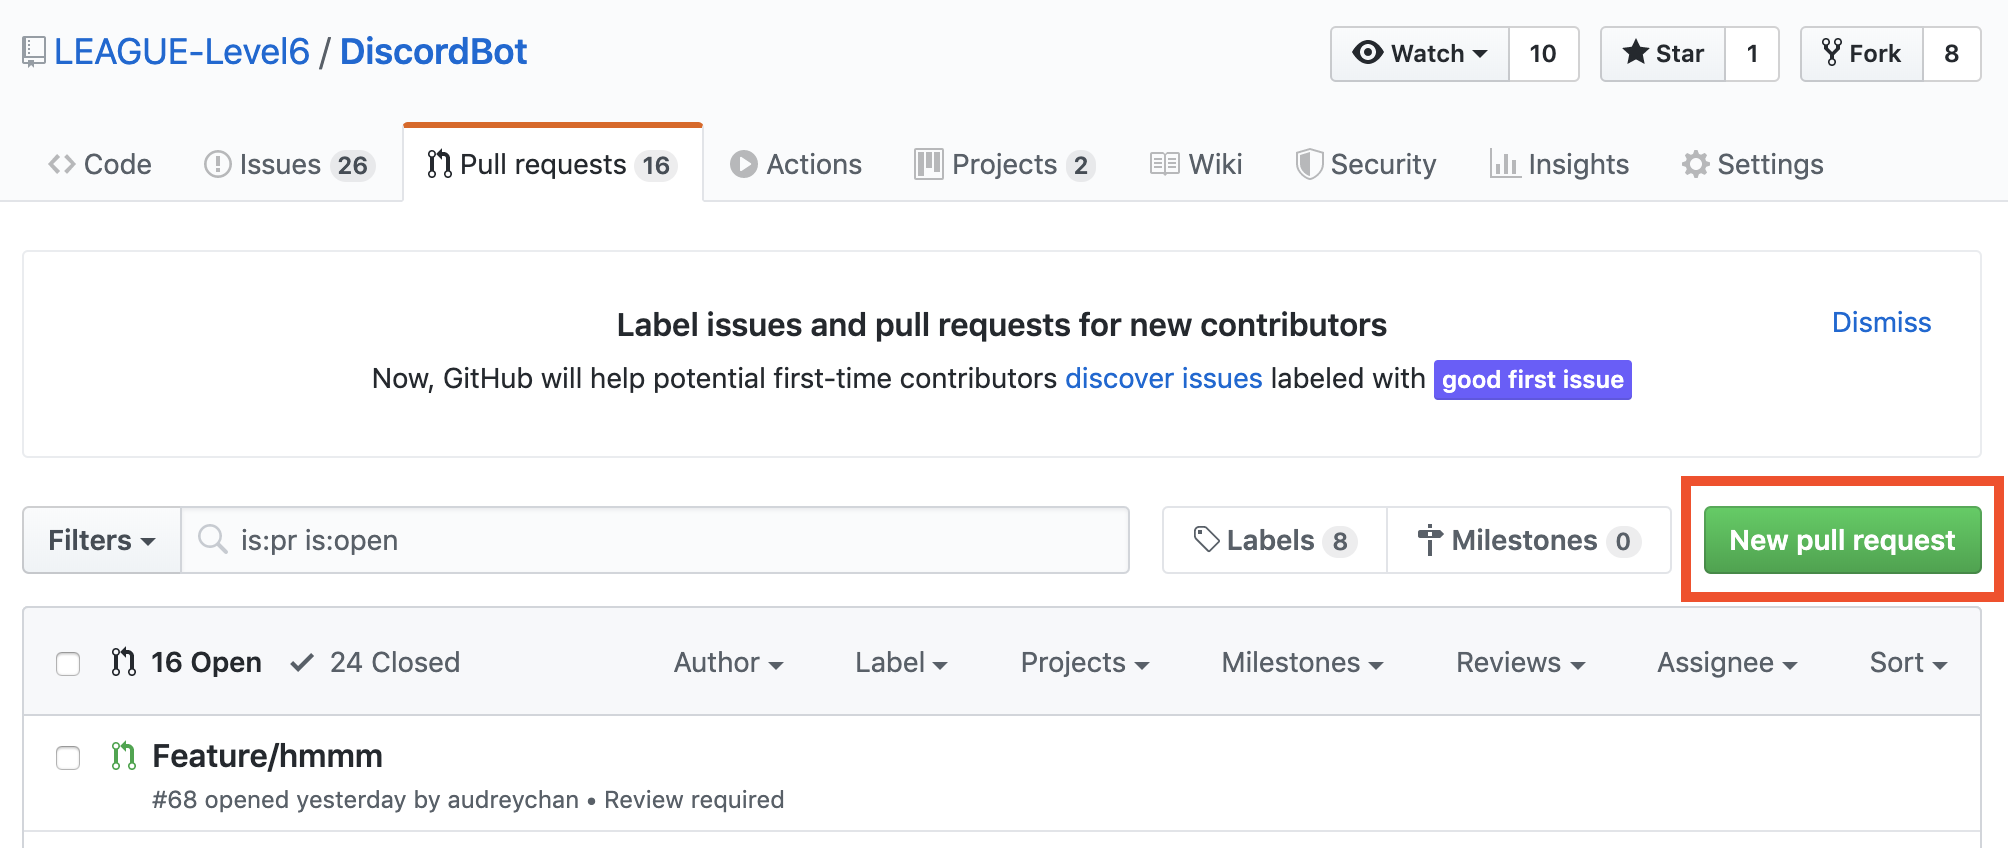 LEAGUE-Level6 / DiscordBot
Watch 10 Star 1 Fork 8
Code Issues 26 Pull requests 16 Actions Projects 2 Wiki Security Insights Settings
Label issues and pull requests for new contributors
Dismiss
Now, GitHub will help potential first-time contributors discover issues labeled with good first issue
Filters is:pr is:open Labels 8 Milestones 0 New pull request
16 Open 24 Closed Author Label Projects Milestones Reviews Assignee Sort
Feature/hmmm
#68 opened yesterday by audreychan • Review required